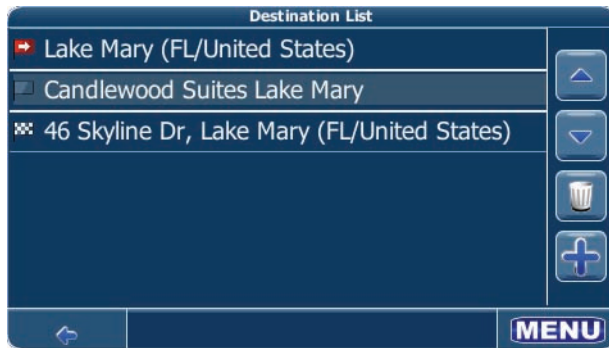 Destination List
Lake Mary (FL/United States)
Candlewood Suites Lake Mary
46 Skyline Dr, Lake Mary (FL/United States)
MENU